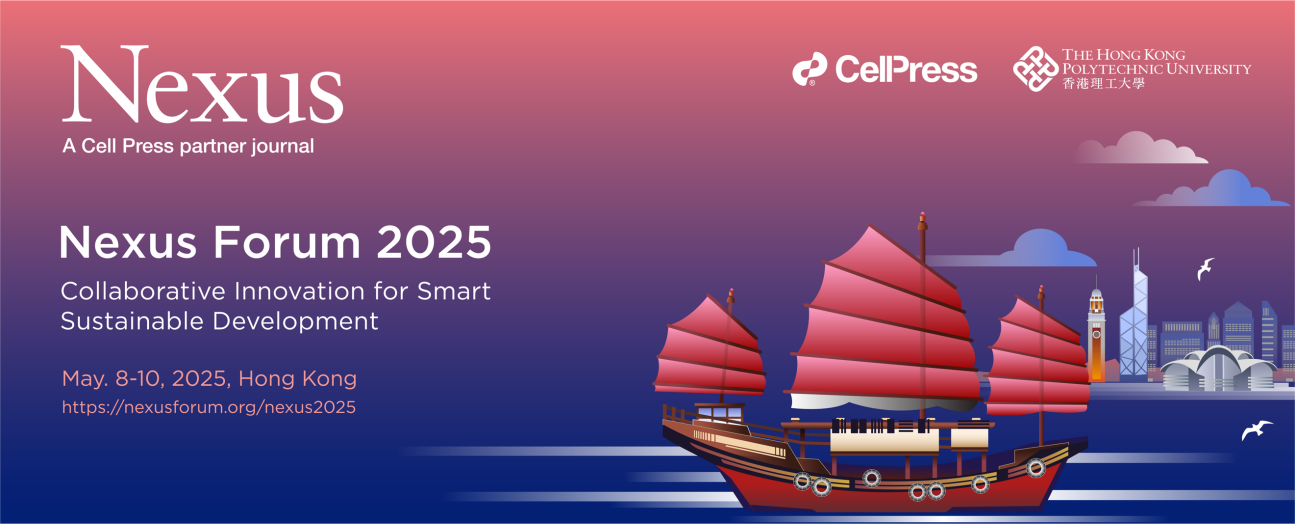 Nexus
A Cell Press partner journal
CellPress
®
THE HONG KONG
POLYTECHNIC UNIVERSITY
香港理工大學
Nexus Forum 2025
Collaborative Innovation for Smart
Sustainable Development
May. 8-10, 2025, Hong Kong
https://nexusforum.org/nexus2025